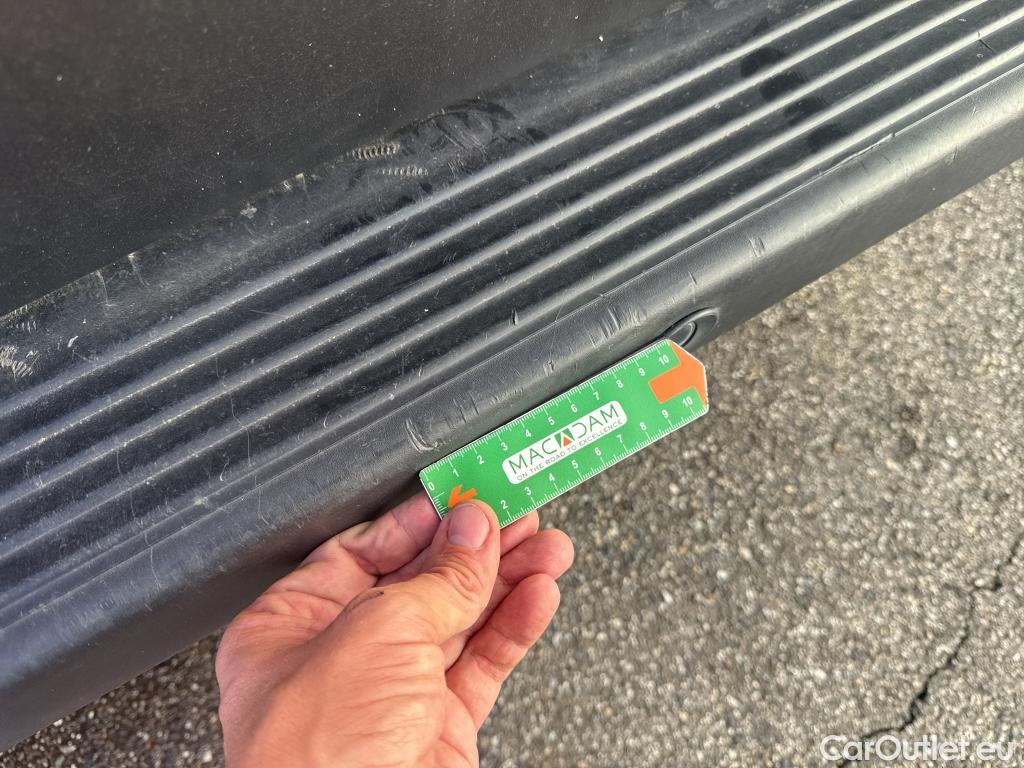 0 1 2 3 4 5 6 7 8 9 10
MACADAM
ON THE ROAD TO EXCELLENCE
2 3 4 5 6 7 8 9 10
CarOutlet.eu